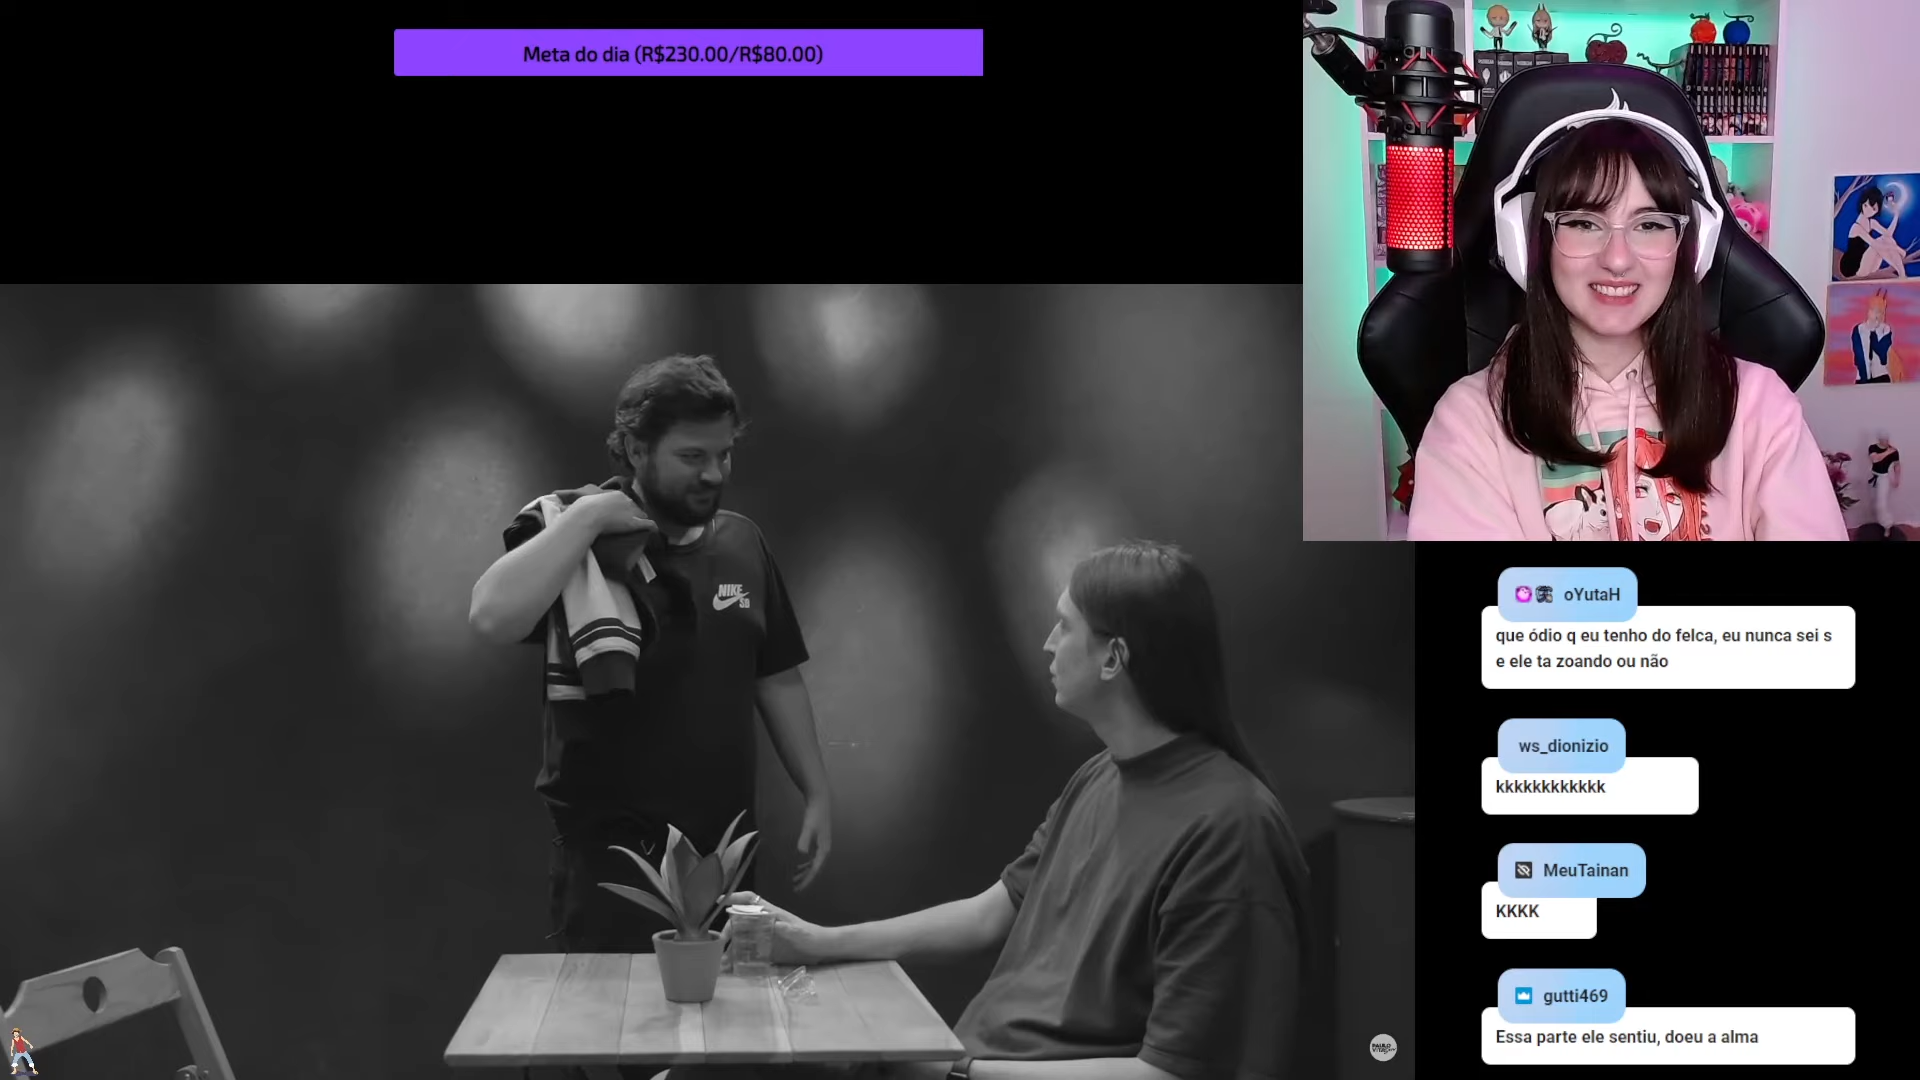 Meta do dia (R$230.00/R$80.00)
NIKE
SB
oYutaH
que ódio q eu tenho do felca, eu nunca sei s
e ele ta zoando ou não
ws_dionizio
kkkkkkkkkkkk
MeuTainan
KKKK
gutti469
Essa parte ele sentiu, doeu a alma